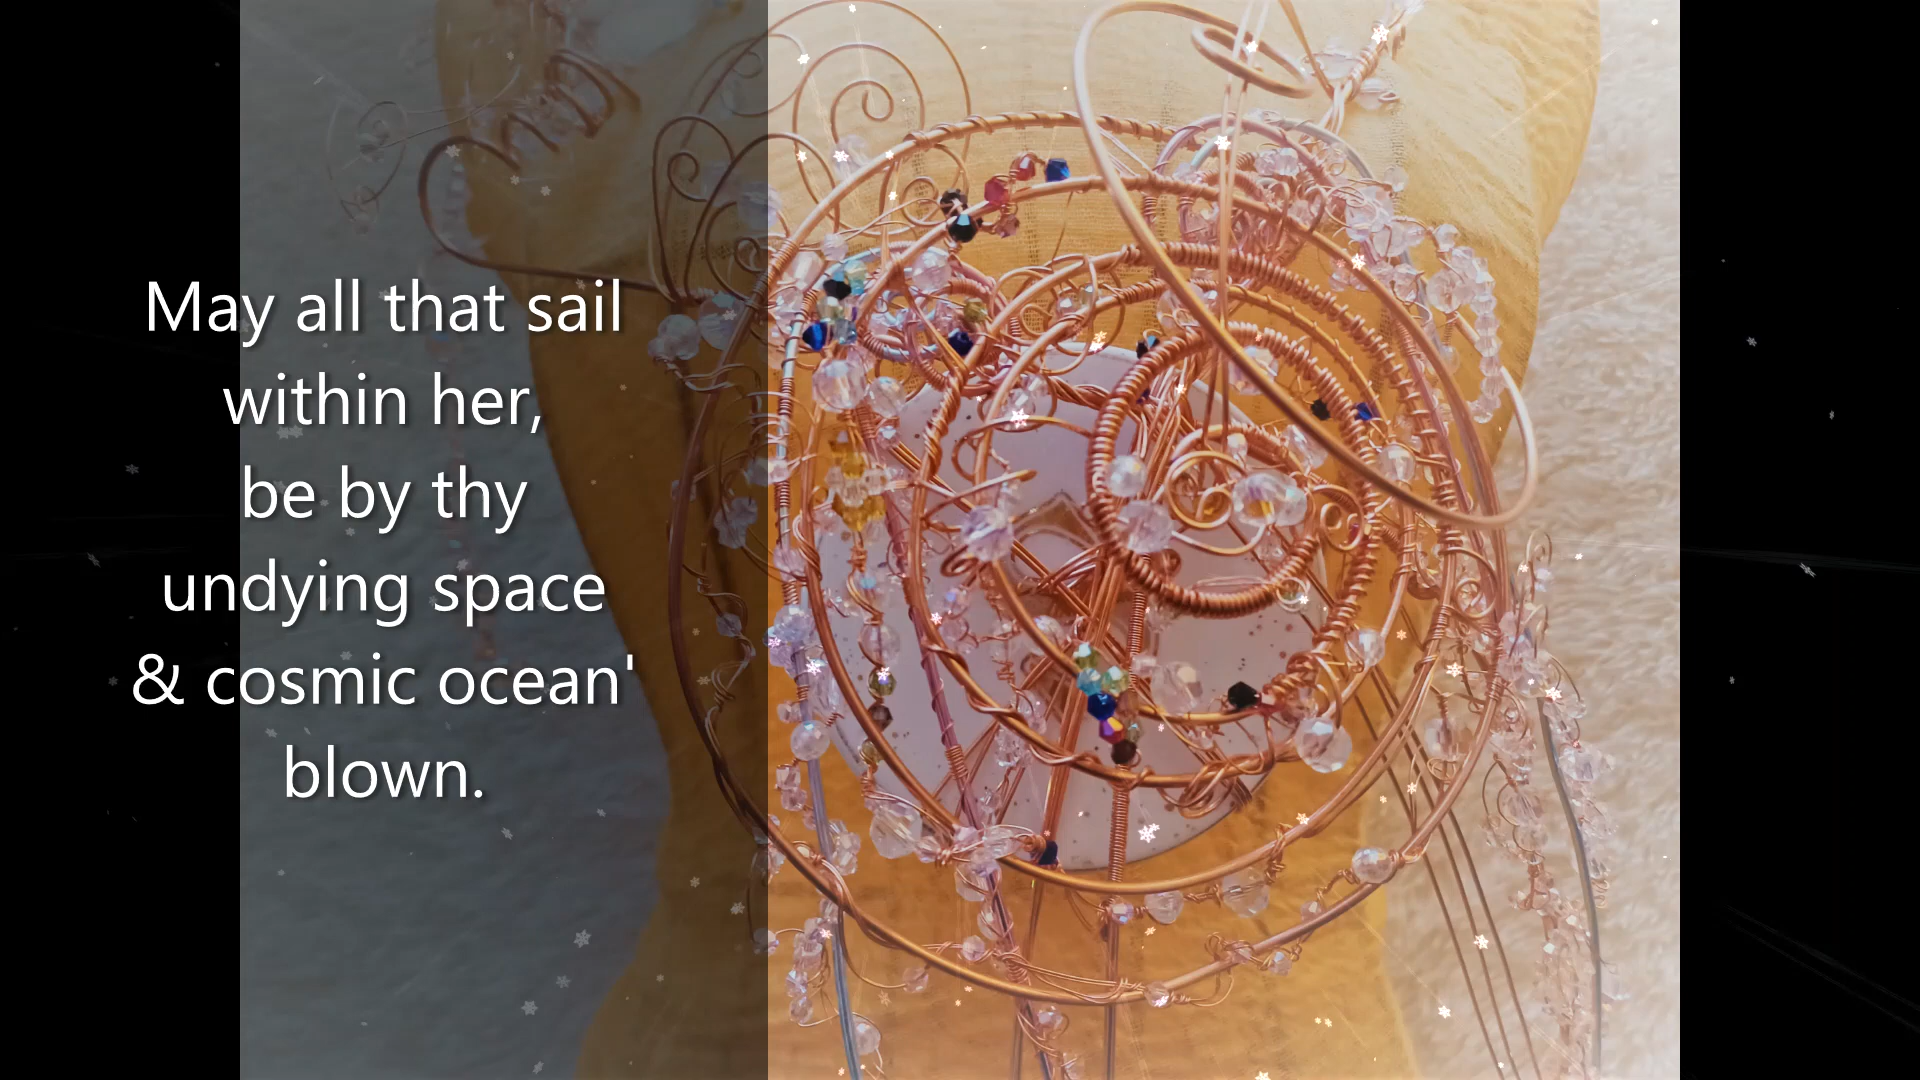 May all that sail
within her,
be by thy
undying space
& cosmic ocean'
blown.